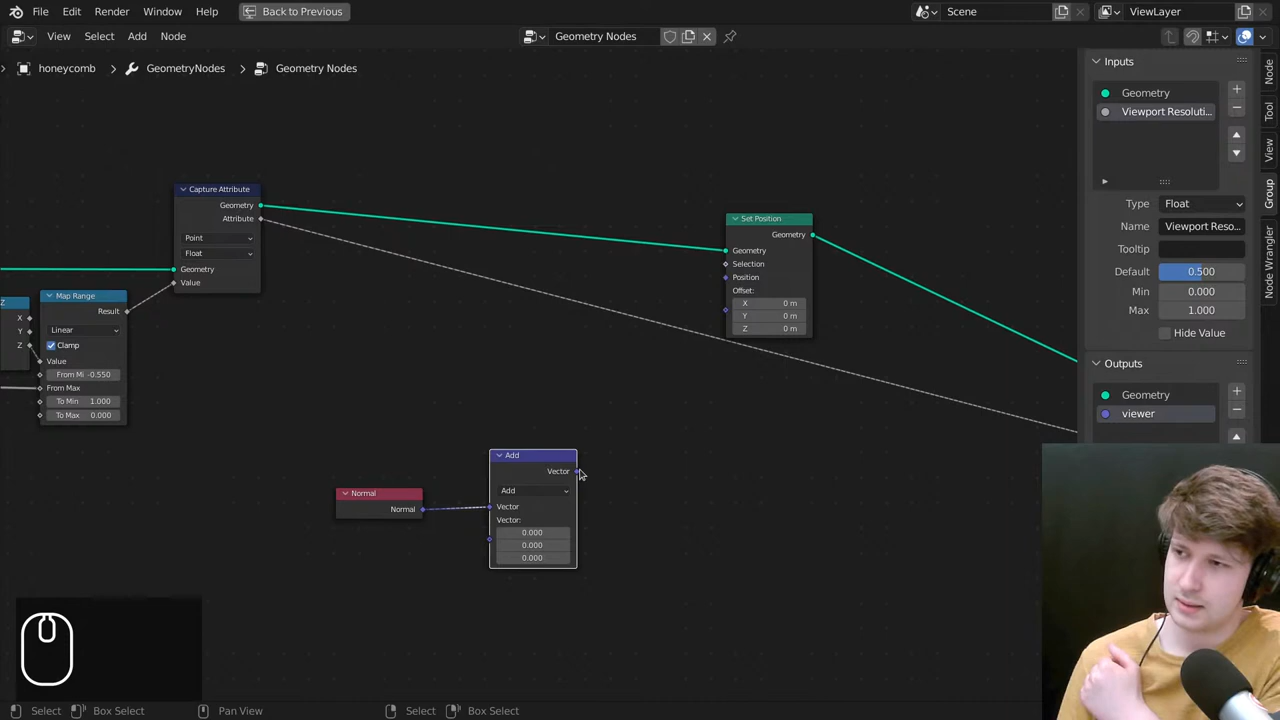 File Edit Render Window Help Back to Previous Scene ViewLayer
View Select Add Node Geometry Nodes
honeycomb GeometryNodes Geometry Nodes
Capture Attribute
Geometry
Attribute
Point
Float
Geometry
Value
Z
X
Y
Z
Map Range
Result
Linear
Clamp
Value
From Mi -0.550
From Max
To Min 1.000
To Max 0.000
Normal
Normal
Add
Vector
Add
Vector
Vector:
0.000
0.000
0.000
Set Position
Geometry
Geometry
Selection
Position
Offset:
X 0 m
Y 0 m
Z 0 m
Inputs
Geometry
Viewport Resoluti...
Type Float
Name Viewport Reso...
Tooltip
Default 0.500
Min 0.000
Max 1.000
Hide Value
Outputs
Geometry
viewer
Node
Tool
View
Group
Node Wrangler
Select Box Select Pan View Select Box Select